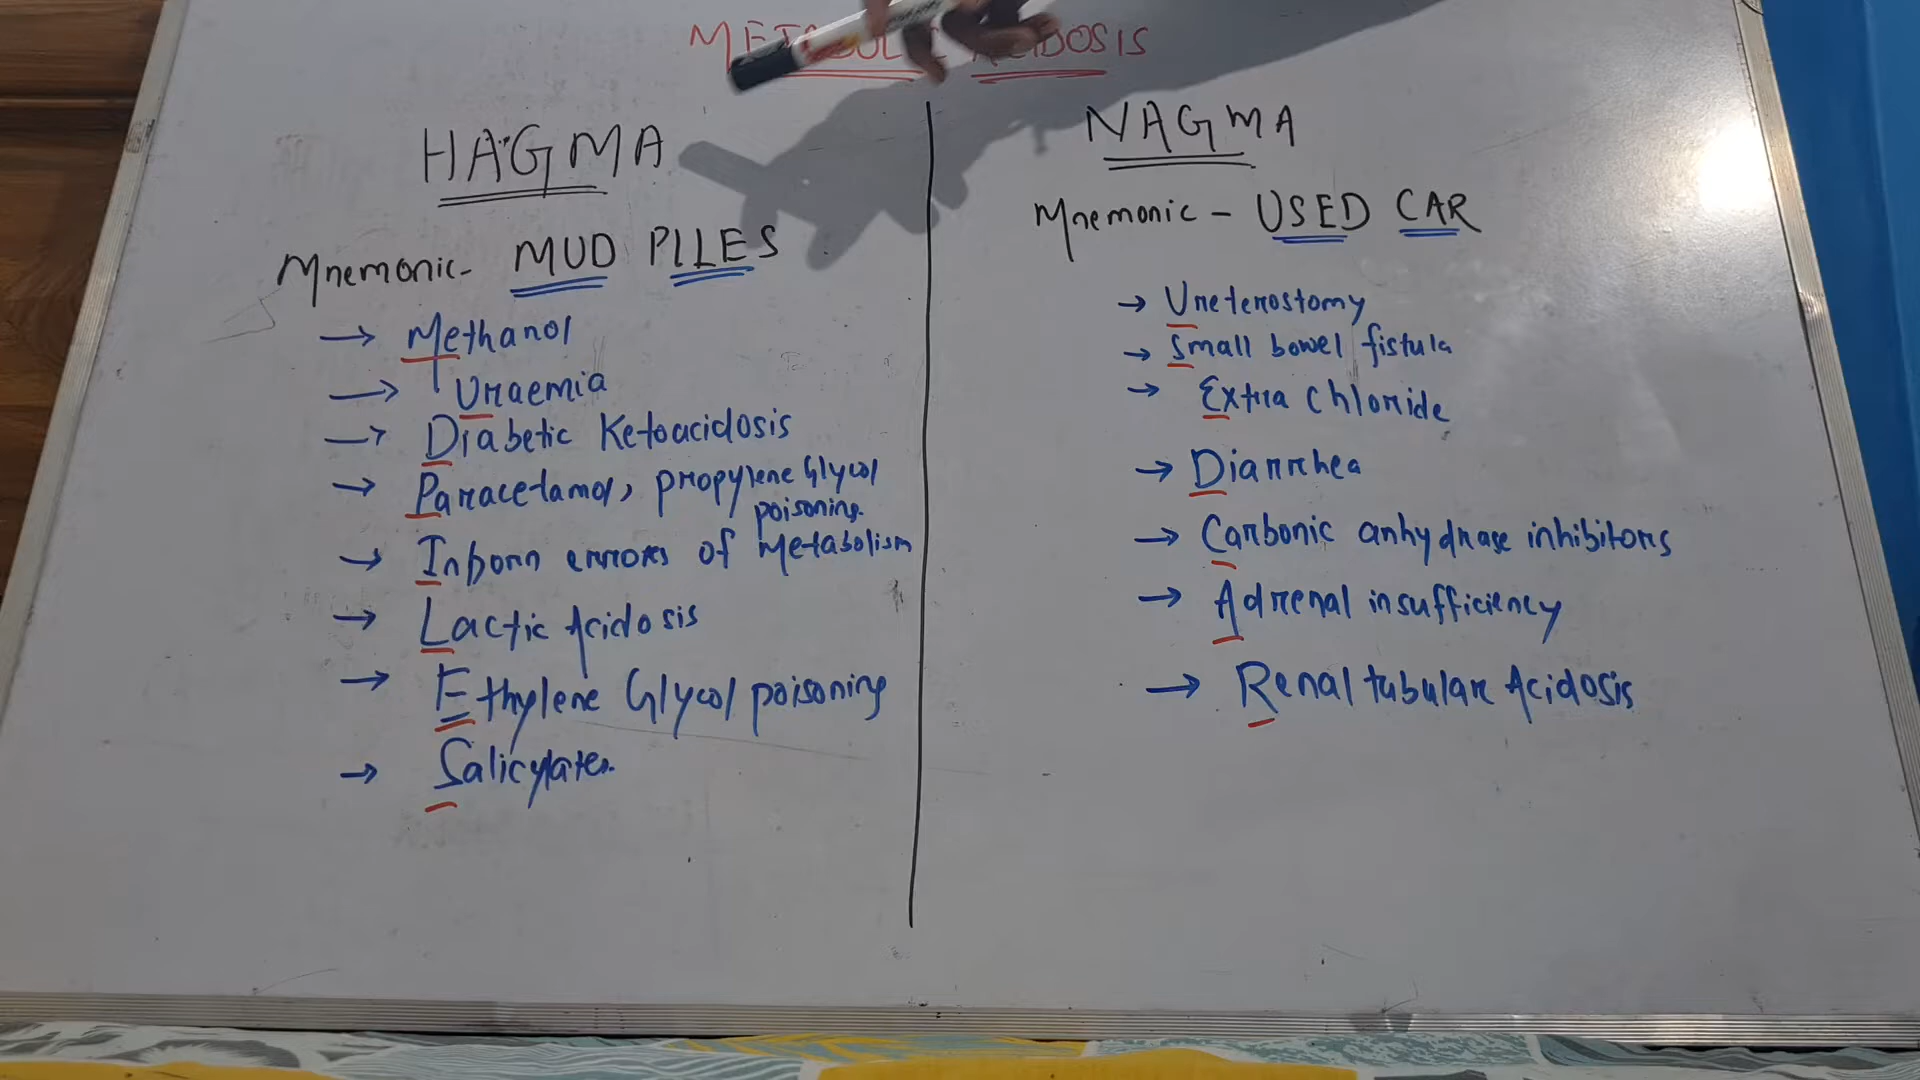 ACIDOSIS
HAGMA
Mnemonic- MUD PILES
→ Methanol
→ Uraemia
→ Diabetic Ketoacidosis
→ Paracetamol, propylene Glycol
poisoning.
→ Inborn errors of Metabolism
→ Lactic Acidosis
→ Ethylene Glycol poisoning
→ Salicylates.
NAGMA
Mnemonic - USED CAR
→ Ureterostomy
→ Small bowel fistula
→ Extra chloride
→ Diarrhea
→ Carbonic anhydrase inhibitors
→ Adrenal insufficiency
→ Renal tubular Acidosis